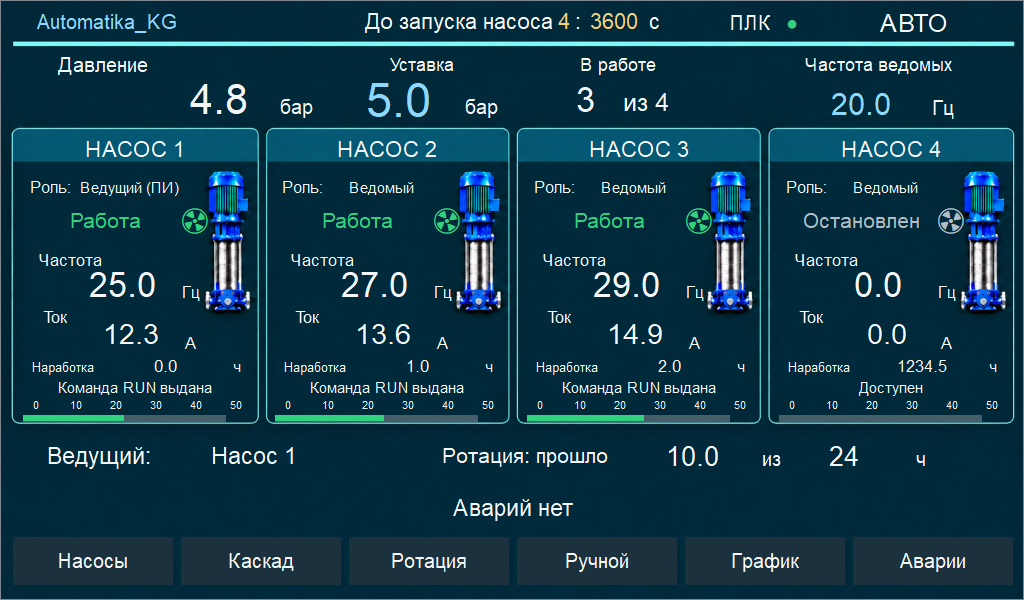 Automatika_KG До запуска насоса 4 : 3600 с ПЛК АВТО
Давление Уставка В работе Частота ведомых
4.8 бар 5.0 бар 3 из 4 20.0 Гц
НАСОС 1 НАСОС 2 НАСОС 3 НАСОС 4
Роль: Ведущий (ПИ) Роль: Ведомый Роль: Ведомый Роль: Ведомый
Работа Работа Работа Остановлен
Частота Частота Частота Частота
25.0 Гц 27.0 Гц 29.0 Гц 0.0 Гц
Ток Ток Ток Ток
12.3 А 13.6 А 14.9 А 0.0 А
Наработка 0.0 ч Наработка 1.0 ч Наработка 2.0 ч Наработка 1234.5 ч
Команда RUN выдана Команда RUN выдана Команда RUN выдана Доступен
0 10 20 30 40 50 0 10 20 30 40 50 0 10 20 30 40 50 0 10 20 30 40 50
Ведущий: Насос 1 Ротация: прошло 10.0 из 24 ч
Аварий нет
Насосы Каскад Ротация Ручной График Аварии